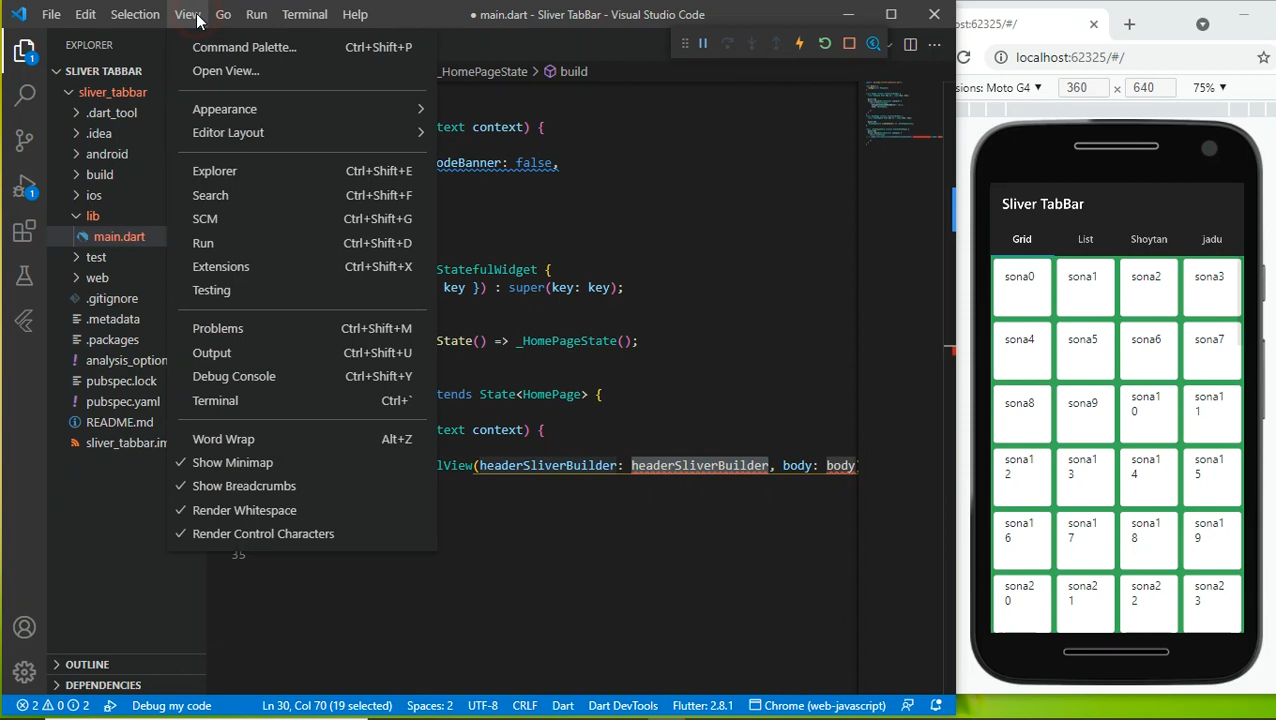 File Edit Selection View Go Run Terminal Help
● main.dart - Sliver TabBar - Visual Studio Code
EXPLORER
SLIVER TABBAR
sliver_tabbar
.dart_tool
.idea
android
build
ios
lib
main.dart
test
web
.gitignore
.metadata
.packages
analysis_option
pubspec.lock
pubspec.yaml
README.md
sliver_tabbar.im
OUTLINE
DEPENDENCIES
1
1
Command Palette... Ctrl+Shift+P
Open View...
Appearance
Editor Layout
Explorer Ctrl+Shift+E
Search Ctrl+Shift+F
SCM Ctrl+Shift+G
Run Ctrl+Shift+D
Extensions Ctrl+Shift+X
Testing
Problems Ctrl+Shift+M
Output Ctrl+Shift+U
Debug Console Ctrl+Shift+Y
Terminal Ctrl+`
Word Wrap Alt+Z
Show Minimap
Show Breadcrumbs
Render Whitespace
Render Control Characters
_HomePageState > build
text context) {
odeBanner: false,
StatefulWidget {
key }) : super(key: key);
State() => _HomePageState();
tends State<HomePage> {
text context) {
lView(headerSliverBuilder: headerSliverBuilder, body: body
35
2 0 2 Debug my code Ln 30, Col 70 (19 selected) Spaces: 2 UTF-8 CRLF Dart Dart DevTools Flutter: 2.8.1 Chrome (web-javascript)
localhost:62325/#/
localhost:62325/#/
sions: Moto G4 ▼ 360 × 640 75% ▼
Sliver TabBar
Grid List Shoytan jadu
sona0 sona1 sona2 sona3
sona4 sona5 sona6 sona7
sona8 sona9 sona1 sona1
0 1
sona1 sona1 sona1 sona1
2 3 4 5
sona1 sona1 sona1 sona1
6 7 8 9
sona2 sona2 sona2 sona2
0 1 2 3